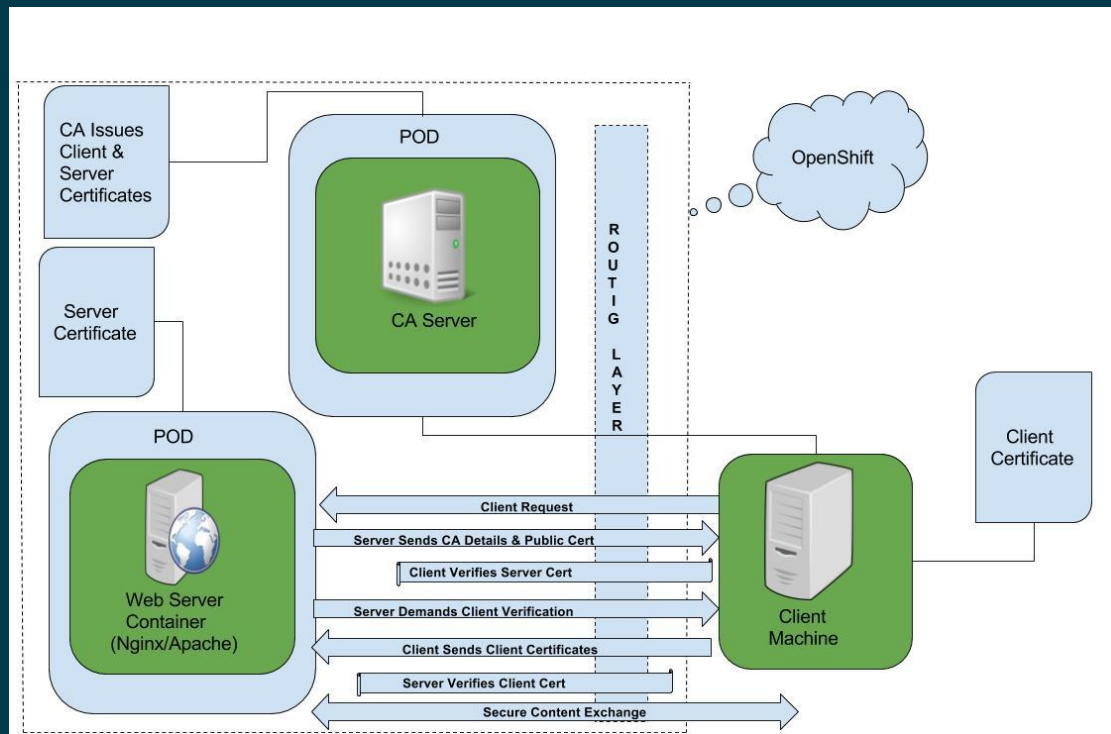 CA Issues
Client &
Server
Certificates
POD
CA Server
OpenShift
ROUTIG LAYER
Server
Certificate
POD
Web Server
Container
(Nginx/Apache)
Client Request
Server Sends CA Details & Public Cert
Client Verifies Server Cert
Server Demands Client Verification
Client Sends Client Certificates
Server Verifies Client Cert
Secure Content Exchange
Client
Machine
Client
Certificate